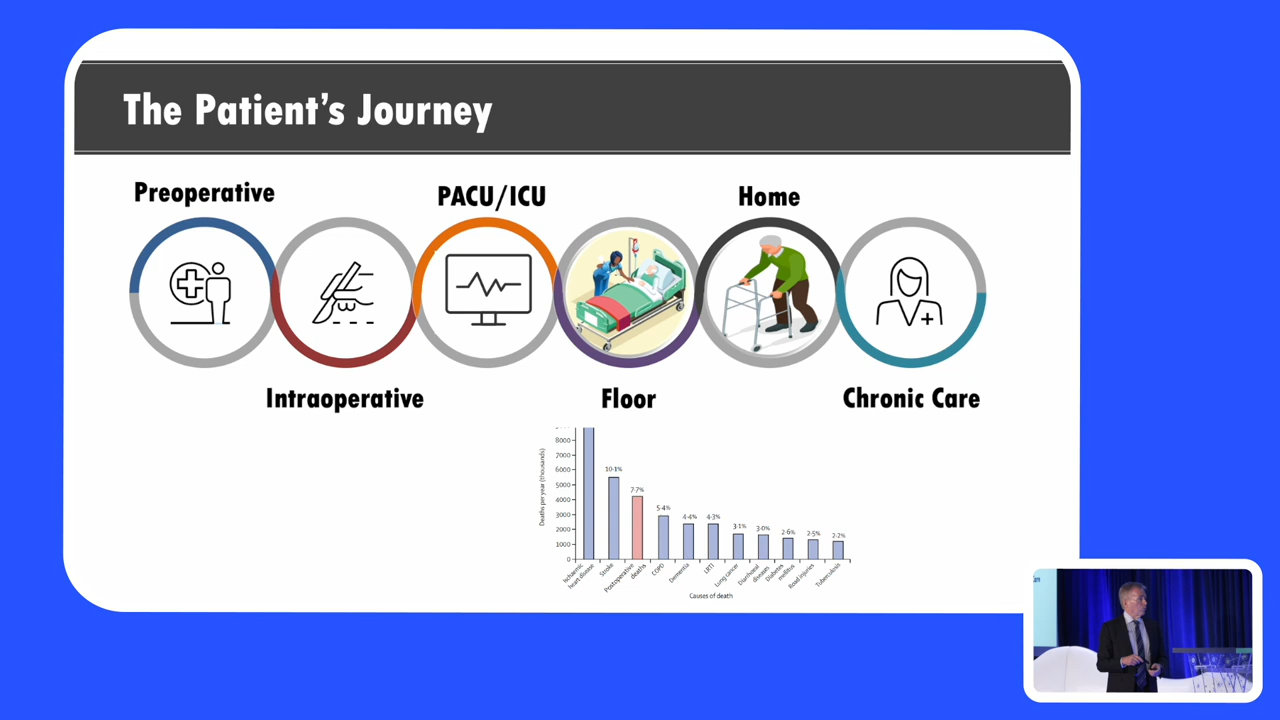 The Patient's Journey
Preoperative
PACU/ICU
Home
Intraoperative
Floor
Chronic Care
Deaths per year (thousands)
8000
7000
6000
5000
4000
3000
2000
1000
0
10·1%
7·7%
5·4%
4·4%
4·3%
3·1%
3·0%
2·6%
2·5%
2·2%
Ischaemic
heart disease
Stroke
Postoperative
deaths
COPD
Dementia
LRTI
Lung cancer
Diarrhoea
diseases
Diabetes
mellitus
Road injuries
Tuberculosis
Causes of death